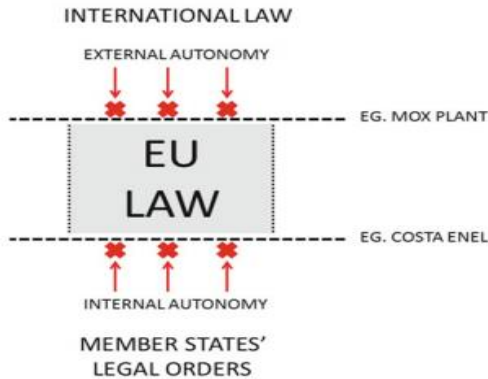 INTERNATIONAL LAW
EXTERNAL AUTONOMY
EG. MOX PLANT
EU
LAW
EG. COSTA ENEL
INTERNAL AUTONOMY
MEMBER STATES'
LEGAL ORDERS